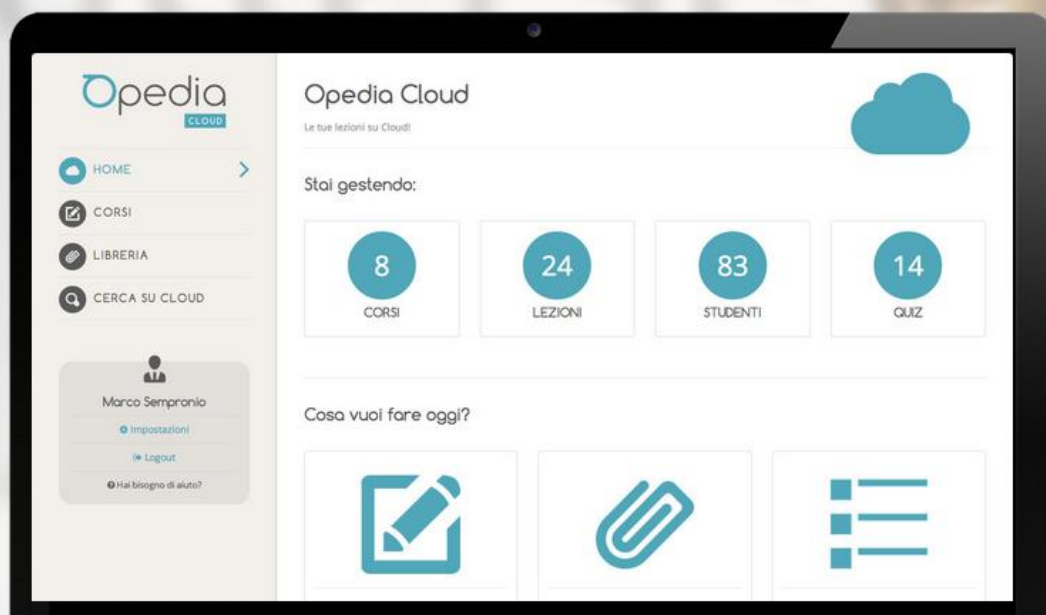 Opedia
CLOUD
HOME
CORSI
LIBRERIA
CERCA SU CLOUD
Marco Sempronio
Impostazioni
Logout
Hai bisogno di aiuto?
Opedia Cloud
Le tue lezioni su Cloud!
Stai gestendo:
8
CORSI
24
LEZIONI
83
STUDENTI
14
QUIZ
Cosa vuoi fare oggi?